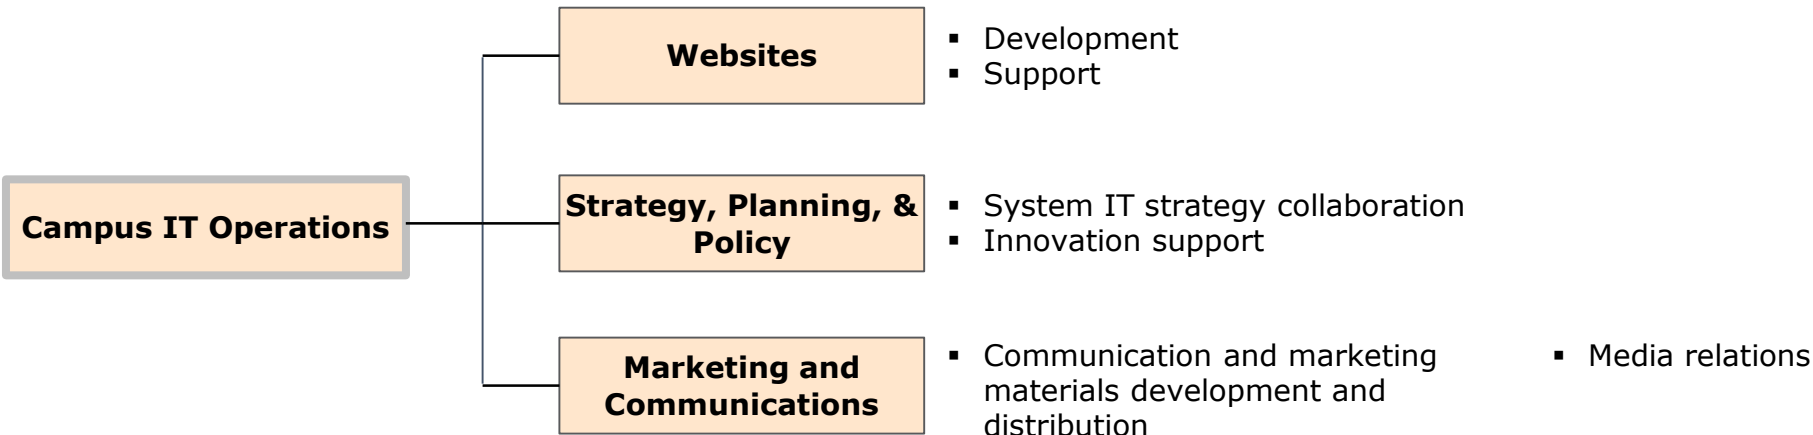 Websites
▪ Development
▪ Support
Campus IT Operations
Strategy, Planning, &
Policy
▪ System IT strategy collaboration
▪ Innovation support
Marketing and
Communications
▪ Communication and marketing
materials development and
distribution
▪ Media relations